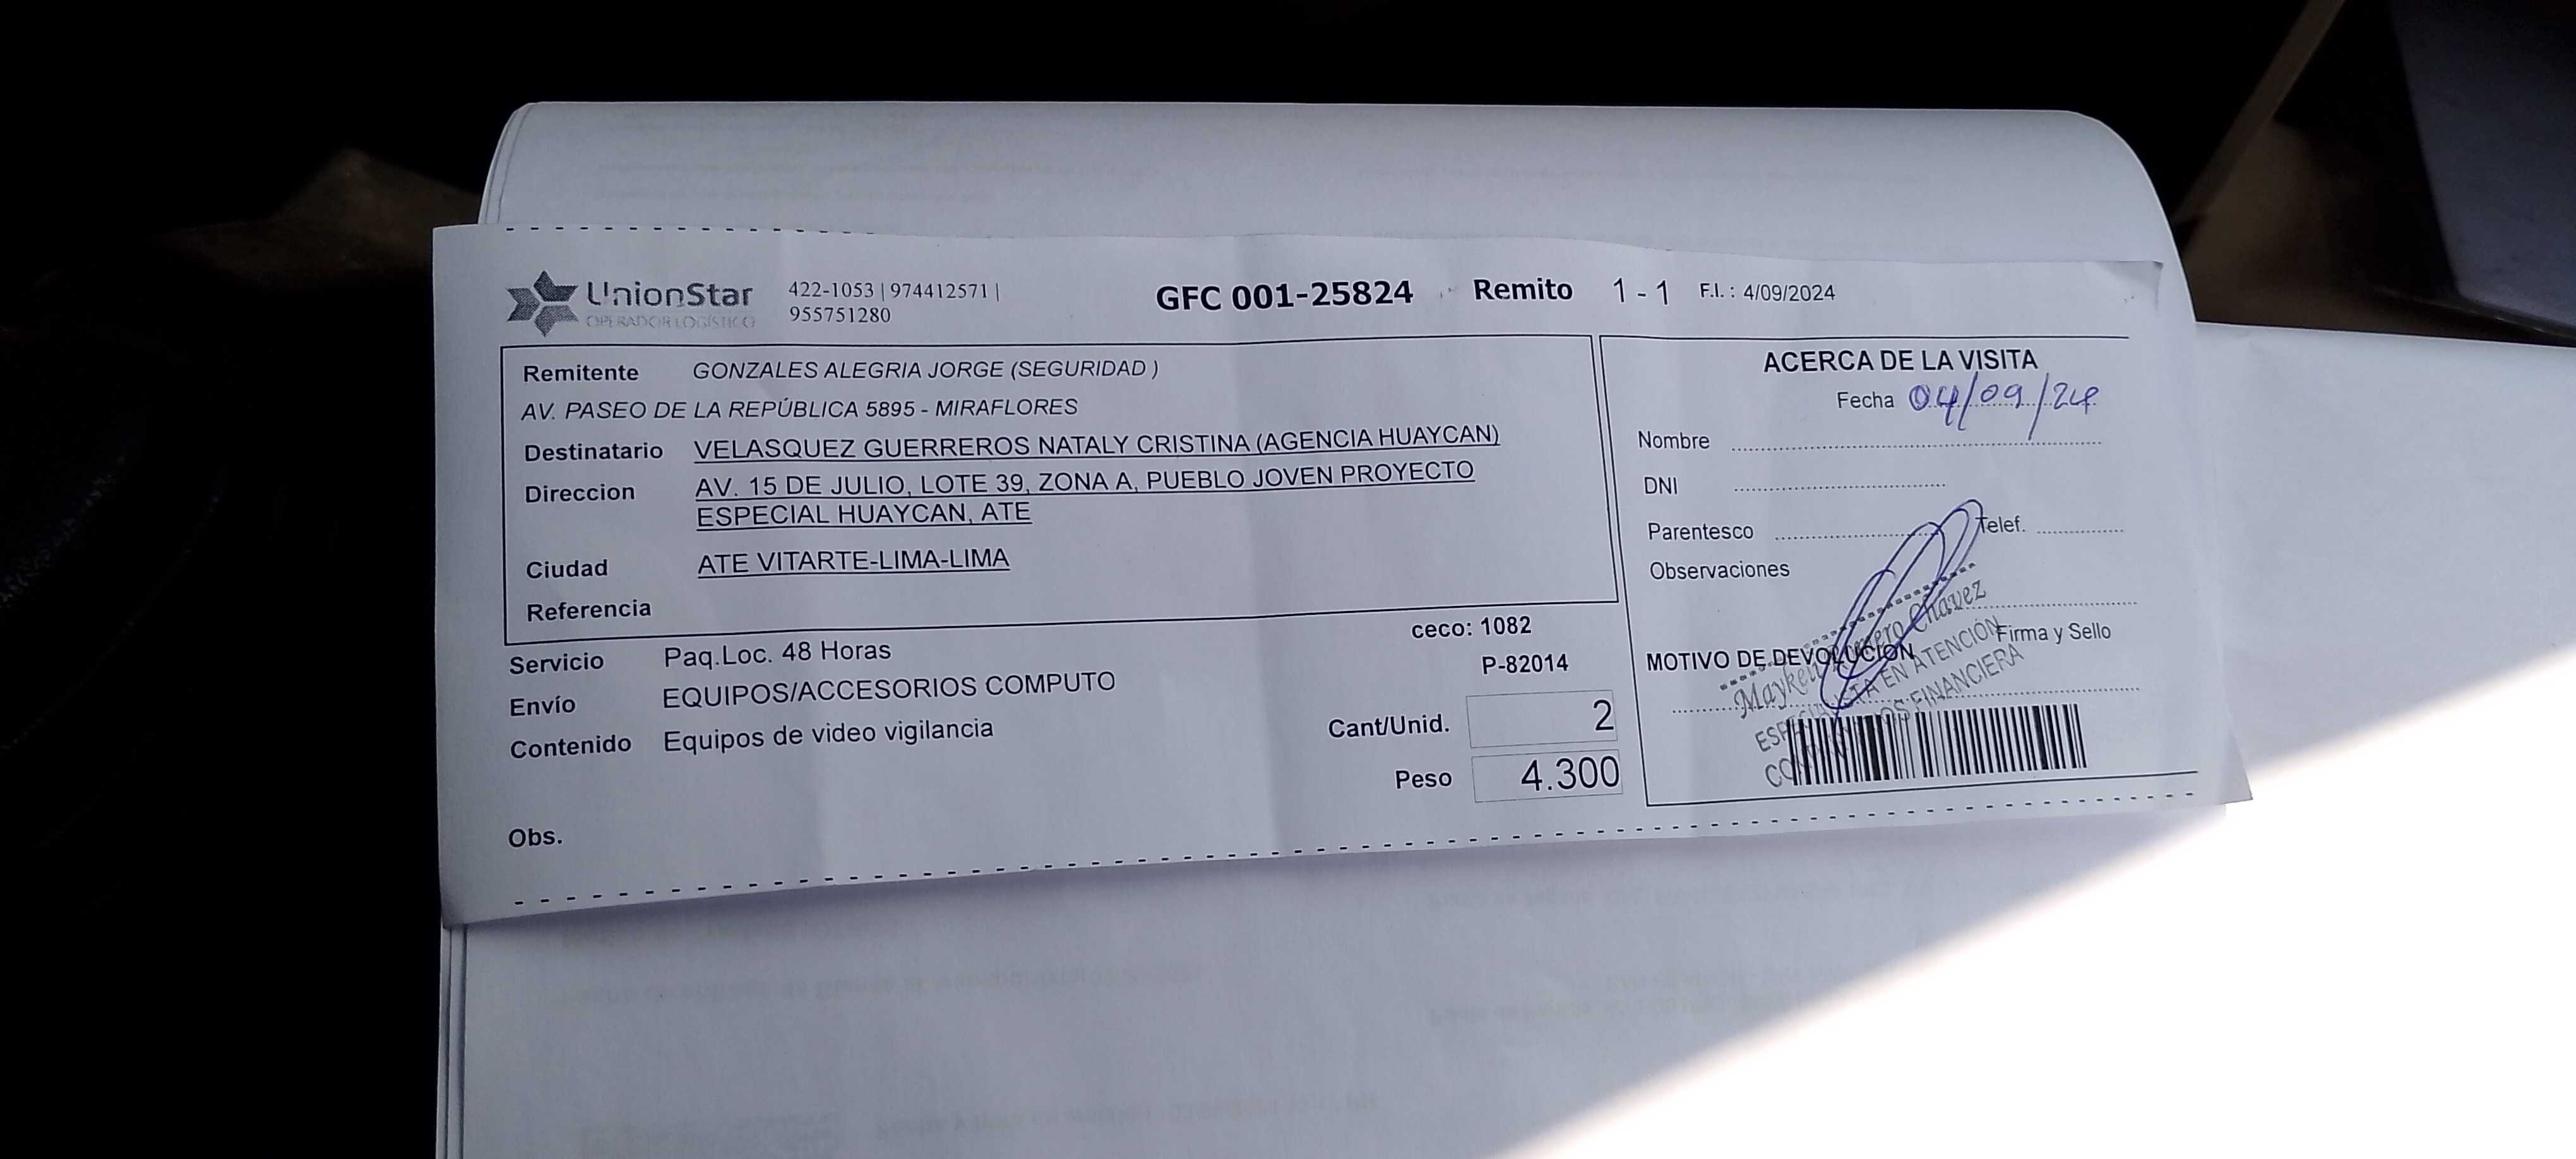 UnionStar
OPERADOR LOGÍSTICO
422-1053 | 974412571 |
955751280
GFC 001-25824 Remito 1 - 1 F.I. : 4/09/2024
Remitente GONZALES ALEGRIA JORGE (SEGURIDAD )
AV. PASEO DE LA REPÚBLICA 5895 - MIRAFLORES
Destinatario VELASQUEZ GUERREROS NATALY CRISTINA (AGENCIA HUAYCAN)
Direccion AV. 15 DE JULIO, LOTE 39, ZONA A, PUEBLO JOVEN PROYECTO
ESPECIAL HUAYCAN, ATE
Ciudad ATE VITARTE-LIMA-LIMA
Referencia
Servicio Paq.Loc. 48 Horas
Envío EQUIPOS/ACCESORIOS COMPUTO
Contenido Equipos de video vigilancia
Obs.
ceco: 1082
P-82014
Cant/Unid. 2
Peso 4.300
ACERCA DE LA VISITA
Fecha 04/09/24
Nombre
DNI
Parentesco Telef.
Observaciones
Firma y Sello
MOTIVO DE DEVOLUCION
Chávez
EN ATENCIÓN
FINANCIERA